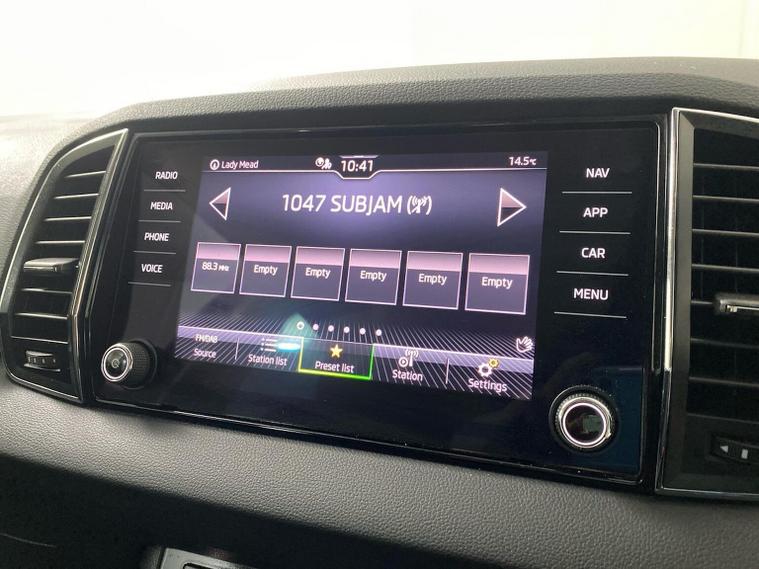 RADIO
MEDIA
PHONE
VOICE
Lady Mead
10:41
14.5°C
1047 SUBJAM
88.3 MHz
Empty
Empty
Empty
Empty
Empty
FM/DAB
Source
Station list
Preset list
Station
Settings
NAV
APP
CAR
MENU